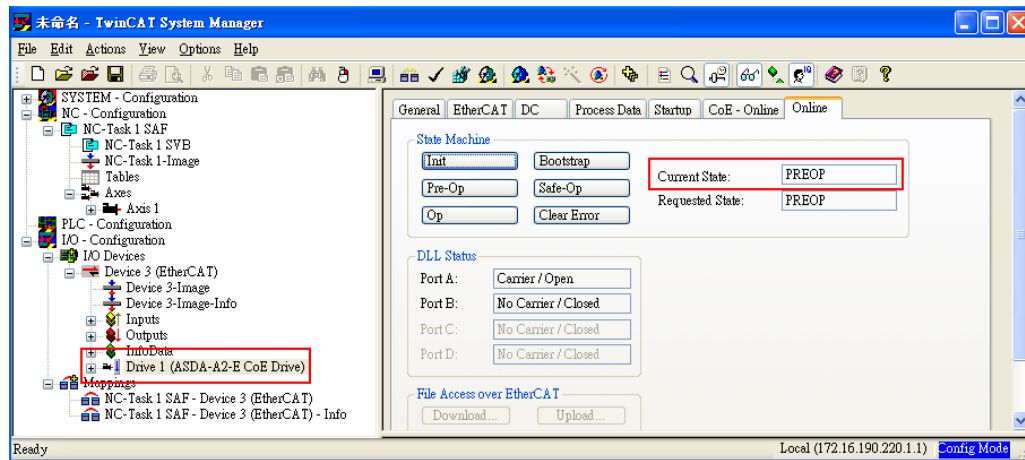 未命名 - TwinCAT System Manager
File Edit Actions View Options Help
SYSTEM - Configuration
NC - Configuration
NC-Task 1 SAF
NC-Task 1 SVB
NC-Task 1-Image
Tables
Axes
Axis 1
PLC - Configuration
I/O - Configuration
I/O Devices
Device 3 (EtherCAT)
Device 3-Image
Device 3-Image-Info
Inputs
Outputs
InfoData
Drive 1 (ASDA-A2-E CoE Drive)
Mappings
NC-Task 1 SAF - Device 3 (EtherCAT)
NC-Task 1 SAF - Device 3 (EtherCAT) - Info
General EtherCAT DC Process Data Startup CoE - Online Online
State Machine
Init Bootstrap
Pre-Op Safe-Op
Op Clear Error
Current State: PREOP
Requested State: PREOP
DLL Status
Port A: Carrier / Open
Port B: No Carrier / Closed
Port C: No Carrier / Closed
Port D: No Carrier / Closed
File Access over EtherCAT
Download... Upload...
Ready Local (172.16.190.220.1.1) Config Mode